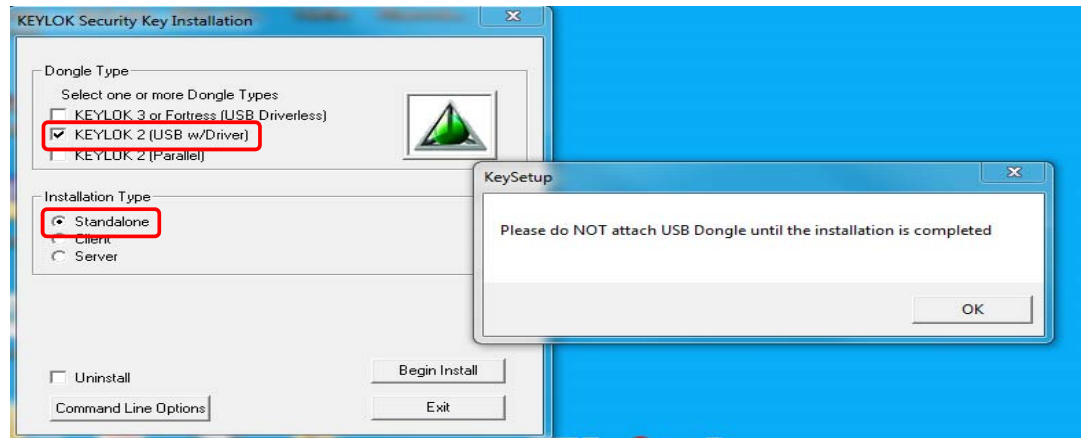 KEYLOK Security Key Installation
Dongle Type
Select one or more Dongle Types
KEYLOK 3 or Fortress (USB Driverless)
KEYLOK 2 (USB w/Driver)
KEYLOK 2 (Parallel)
Installation Type
Standalone
Client
Server
Uninstall
Begin Install
Command Line Options
Exit
KeySetup
Please do NOT attach USB Dongle until the installation is completed
OK